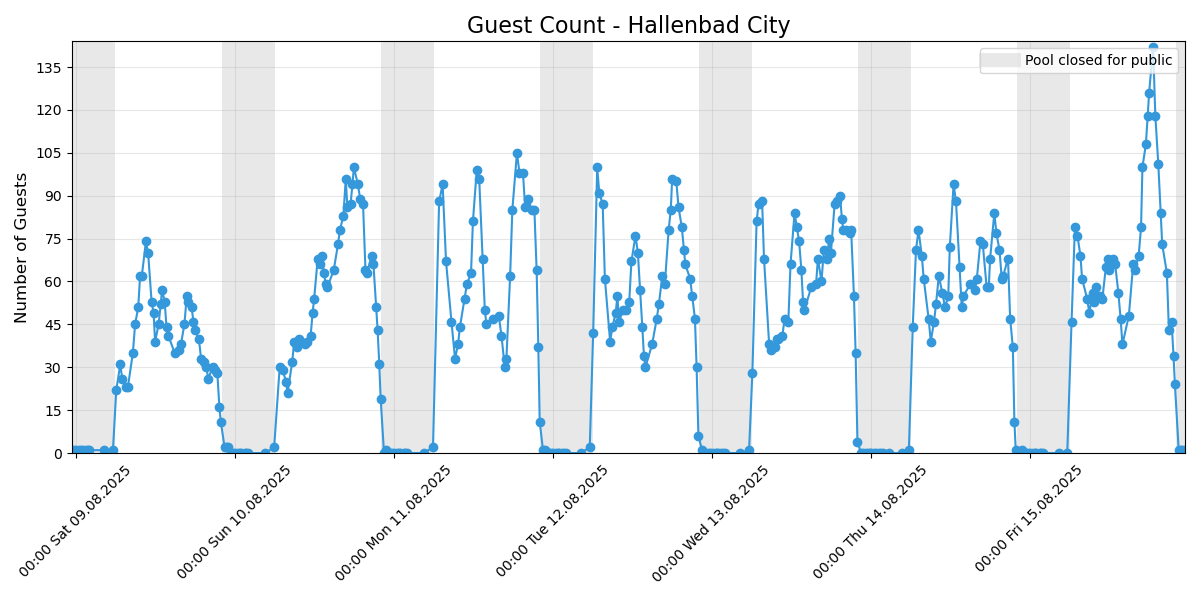 Guest Count - Hallenbad City
Pool closed for public
Number of Guests
135
120
105
90
75
60
45
30
15
0
00:00 Sat 09.08.2025
00:00 Sun 10.08.2025
00:00 Mon 11.08.2025
00:00 Tue 12.08.2025
00:00 Wed 13.08.2025
00:00 Thu 14.08.2025
00:00 Fri 15.08.2025